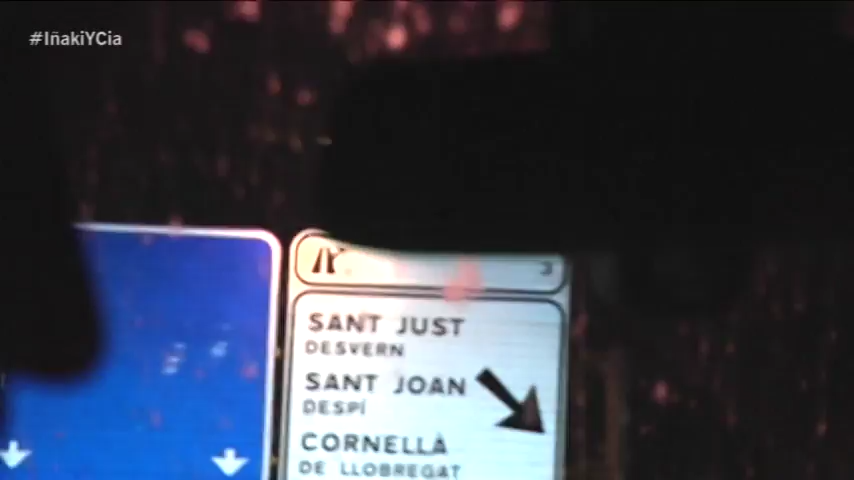 #IñakiYCia
SANT JUST
DESVERN
SANT JOAN
DESPÍ
CORNELLÀ
DE LLOBREGAT